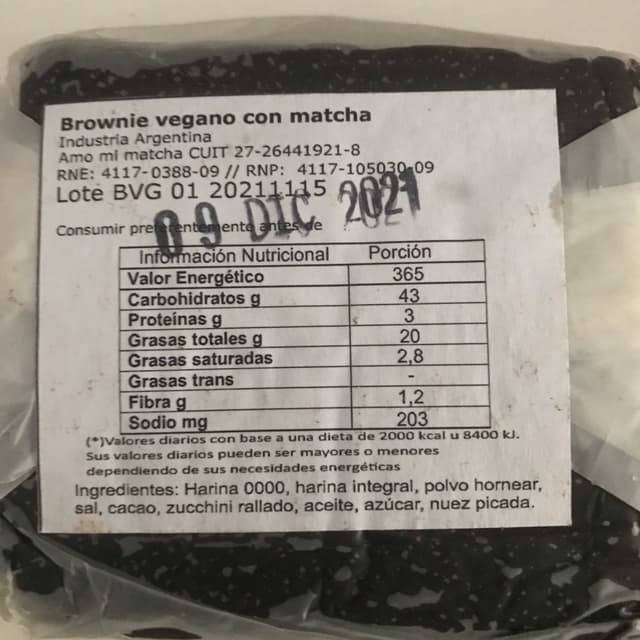 Brownie vegano con matcha
Industria Argentina
Amo mi matcha CUIT 27-26441921-8
RNE: 4117-0388-09 // RNP: 4117-105030-09
Lote BVG 01 20211115
09 DIC 2021
Consumir preferentemente antes de
Información Nutricional Porción
Valor Energético 365
Carbohidratos g 43
Proteínas g 3
Grasas totales g 20
Grasas saturadas 2,8
Grasas trans -
Fibra g 1,2
Sodio mg 203
(*)Valores diarios con base a una dieta de 2000 kcal u 8400 kJ.
Sus valores diarios pueden ser mayores o menores
dependiendo de sus necesidades energéticas
Ingredientes: Harina 0000, harina integral, polvo hornear,
sal, cacao, zucchini rallado, aceite, azúcar, nuez picada.